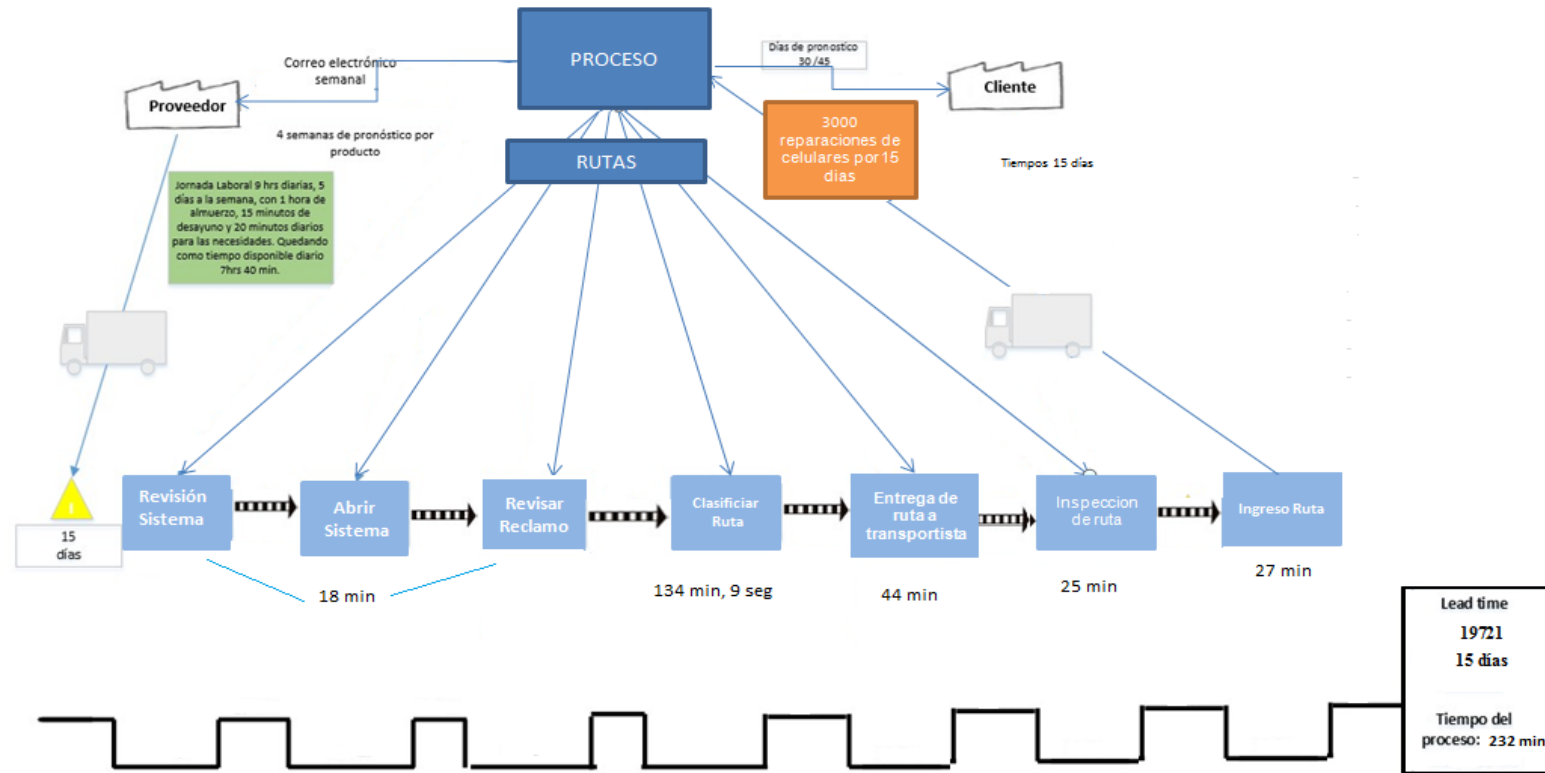 PROCESO
Correo electrónico
semanal
Proveedor
4 semanas de pronóstico por
producto
Días de pronostico
30 /45
Cliente
3000
reparaciones de
celulares por 15
dias
Tiempos 15 días
RUTAS
Jornada Laboral 9 hrs diarias, 5
días a la semana, con 1 hora de
almuerzo, 15 minutos de
desayuno y 20 minutos diarios
para las necesidades. Quedando
como tiempo disponible diario
7hrs 40 min.
I
15
días
Revisión
Sistema
Abrir
Sistema
Revisar
Reclamo
Clasificiar
Ruta
Entrega de
ruta a
transportista
Inspeccion
de ruta
Ingreso Ruta
18 min
134 min, 9 seg
44 min
25 min
27 min
Lead time
19721
15 días
Tiempo del
proceso: 232 min